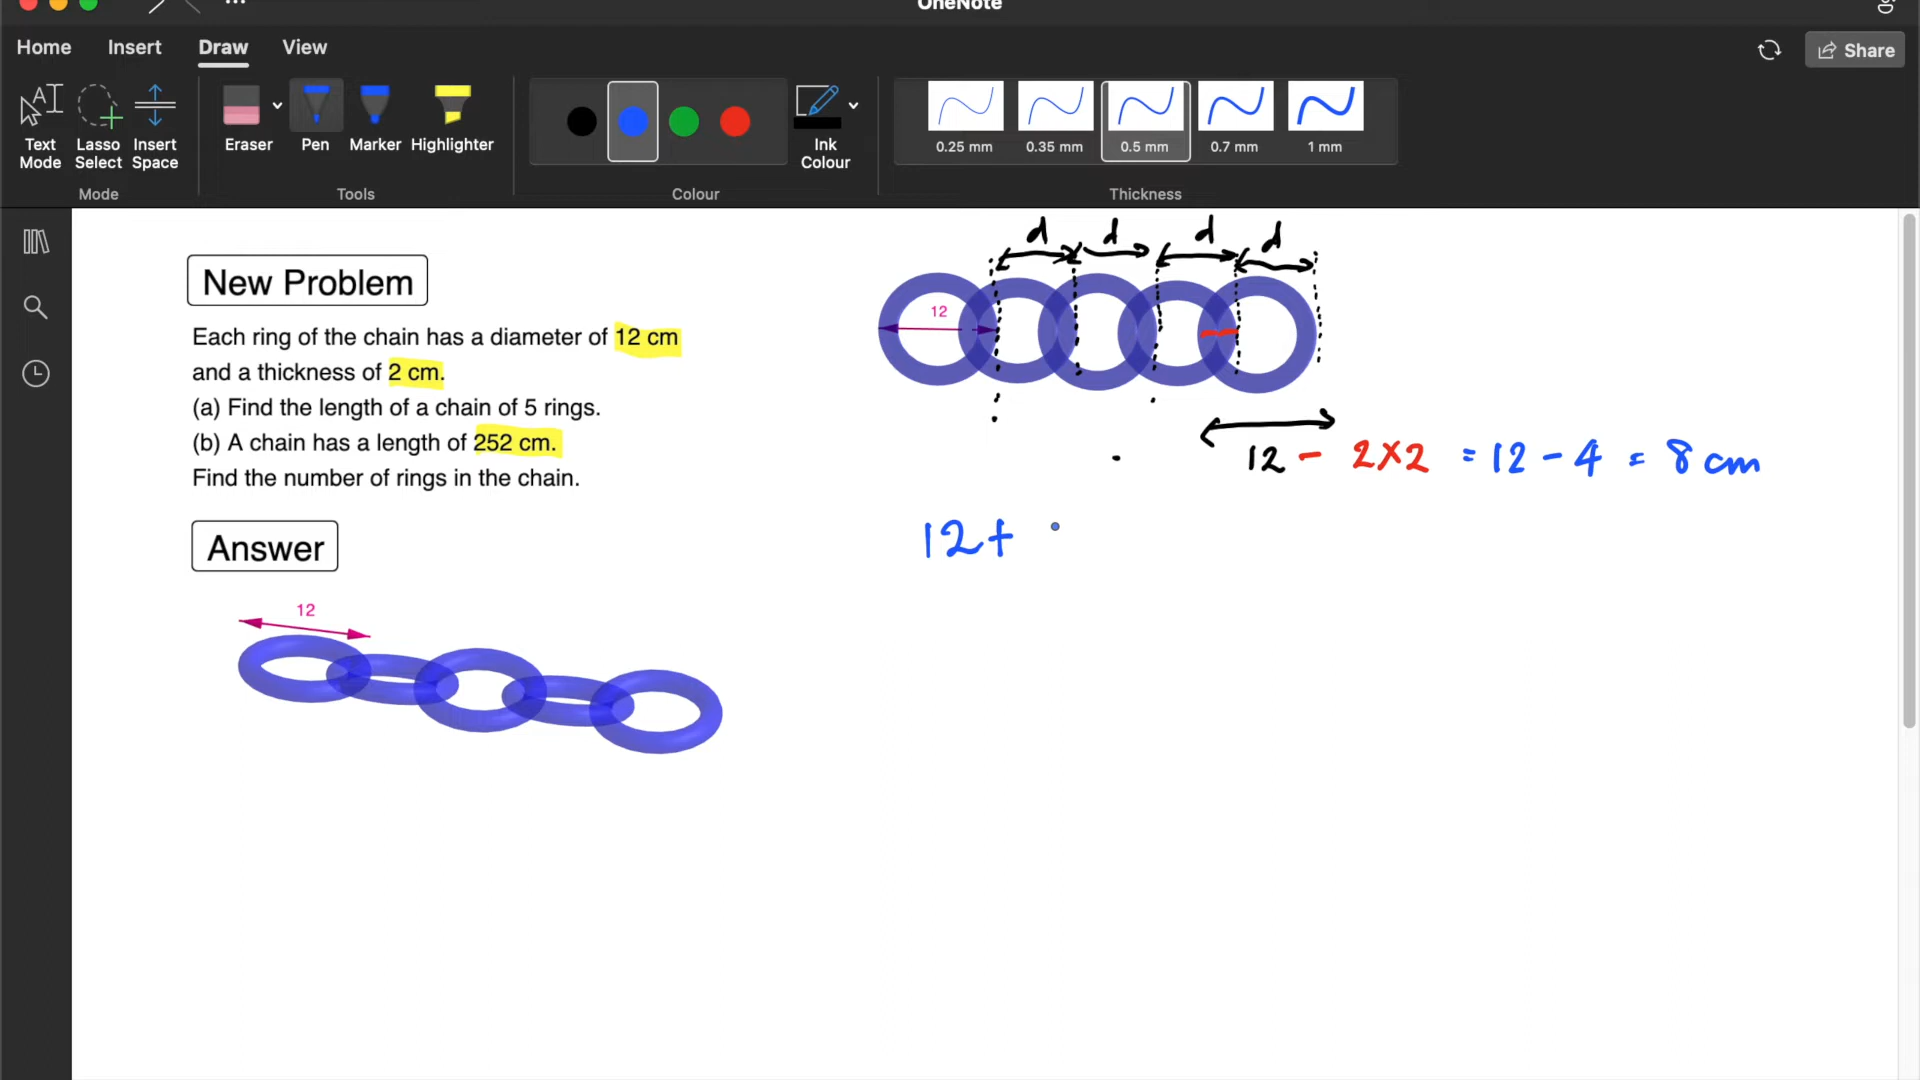 OneNote
Home Insert Draw View
Share
Text Mode
Lasso Select
Insert Space
Eraser
Pen
Marker
Highlighter
Ink Colour
0.25 mm
0.35 mm
0.5 mm
0.7 mm
1 mm
Mode
Tools
Colour
Thickness
New Problem
Each ring of the chain has a diameter of 12 cm
and a thickness of 2 cm.
(a) Find the length of a chain of 5 rings.
(b) A chain has a length of 252 cm.
Find the number of rings in the chain.
Answer
12
d d d d
12
12 - 2×2 = 12 - 4 = 8 cm
12 +